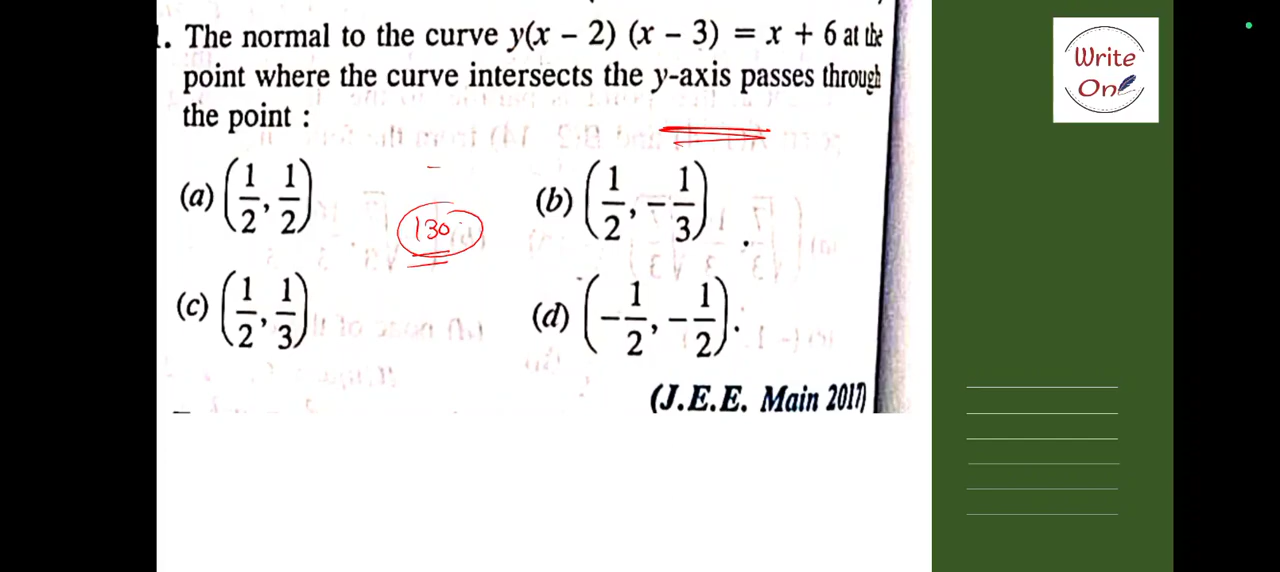 1. The normal to the curve y(x – 2) (x – 3) = x + 6 at the
point where the curve intersects the y-axis passes through
the point :
(a) (1/2, 1/2)
(b) (1/2, –1/3)
130
(c) (1/2, 1/3)
(d) (–1/2, –1/2).
(J.E.E. Main 2017)
Write
On